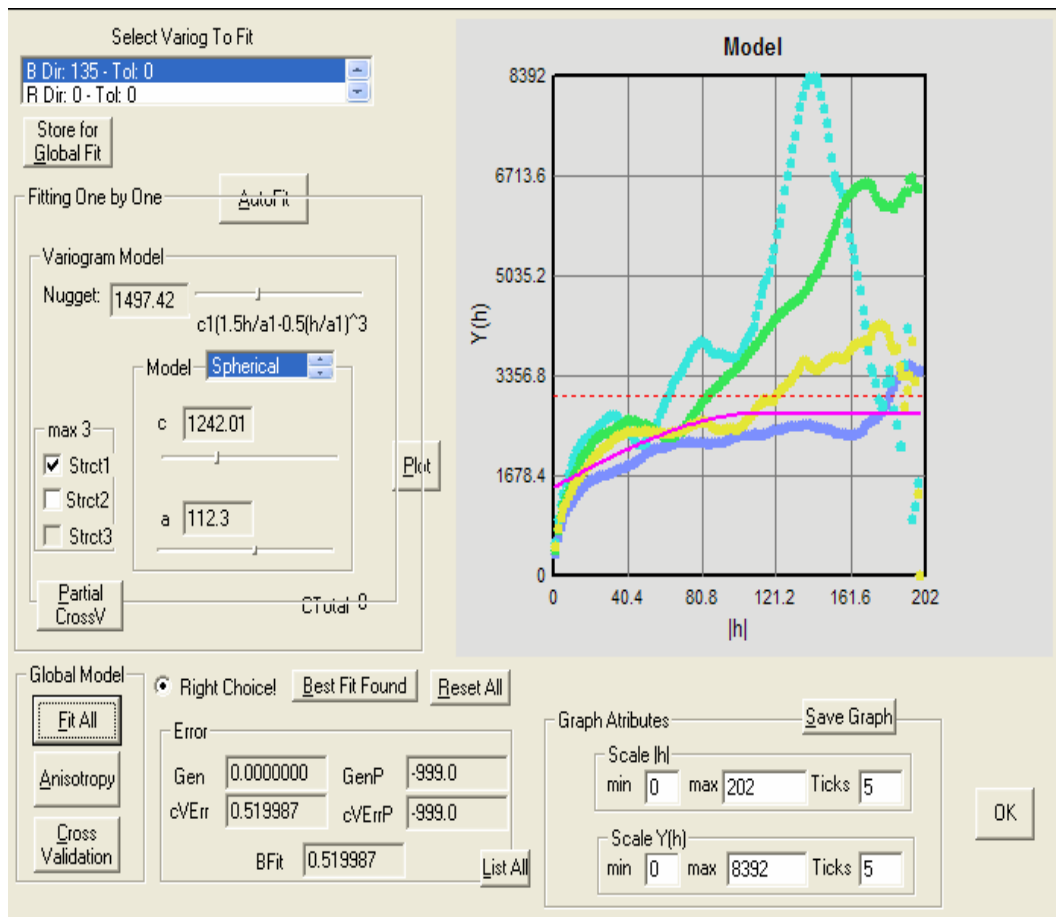 Select Variog To Fit
B Dir: 135 - Tol: 0
R Dir: 0 - Tol: 0
Store for
Global Fit
Fitting One by One
AutoFit
Variogram Model
Nugget:
1497.42
c1(1.5h/a1-0.5(h/a1)^3
Model
Spherical
max 3
c
1242.01
Strct1
Strct2
Strct3
a
112.3
Plot
Partial
CrossV
CTotal 0
Model
8392
6713.6
5035.2
3356.8
1678.4
0
Y(h)
0 40.4 80.8 121.2 161.6 202
|h|
Global Model
Fit All
Anisotropy
Cross
Validation
Right Choice!
Best Fit Found
Reset All
Error
Gen 0.0000000 GenP -999.0
cVErr 0.519987 cVErrP -999.0
BFit 0.519987
List All
Graph Atributes
Save Graph
Scale |h|
min 0 max 202 Ticks 5
Scale Y(h)
min 0 max 8392 Ticks 5
OK